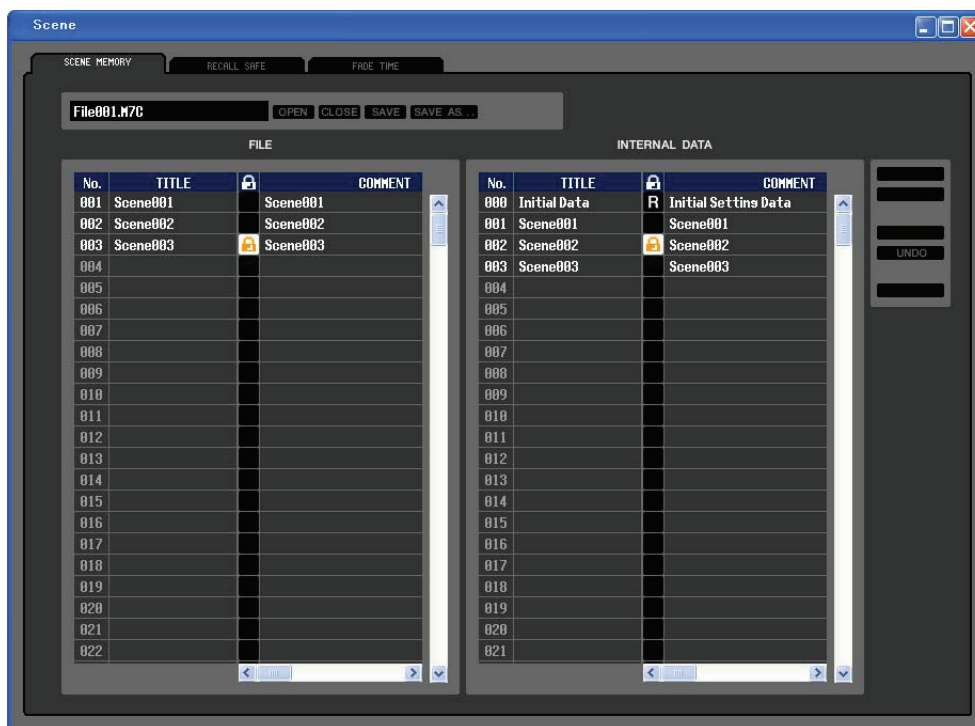 Scene
SCENE MEMORY RECALL SAFE FADE TIME
File001.M7C OPEN CLOSE SAVE SAVE AS...
FILE
No. TITLE COMMENT
001 Scene001 Scene001
002 Scene002 Scene002
003 Scene003 Scene003
004
005
006
007
008
009
010
011
012
013
014
015
016
017
018
019
020
021
022
INTERNAL DATA
No. TITLE COMMENT
000 Initial Data R Initial Setting Data
001 Scene001 Scene001
002 Scene002 Scene002
003 Scene003 Scene003
004
005
006
007
008
009
010
011
012
013
014
015
016
017
018
019
020
021
UNDO